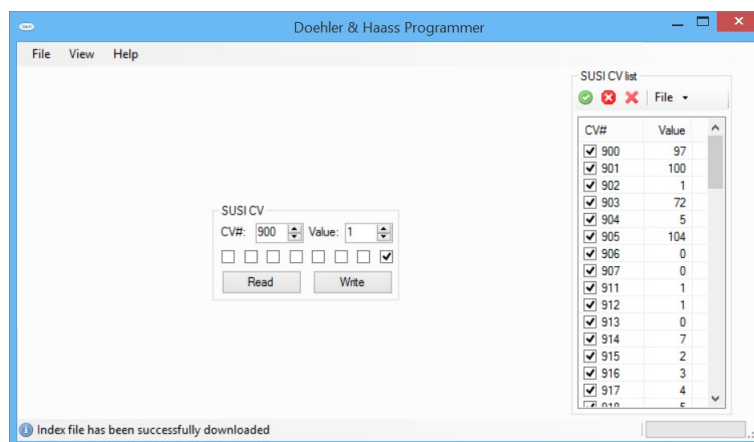 Doehler & Haass Programmer
File View Help
SUSI CV list
File
CV# Value
900 97
901 100
902 1
903 72
904 5
905 104
906 0
907 0
911 1
912 1
913 0
914 7
915 2
916 3
917 4
918 5
SUSI CV
CV#: 900 Value: 1
Read Write
Index file has been successfully downloaded